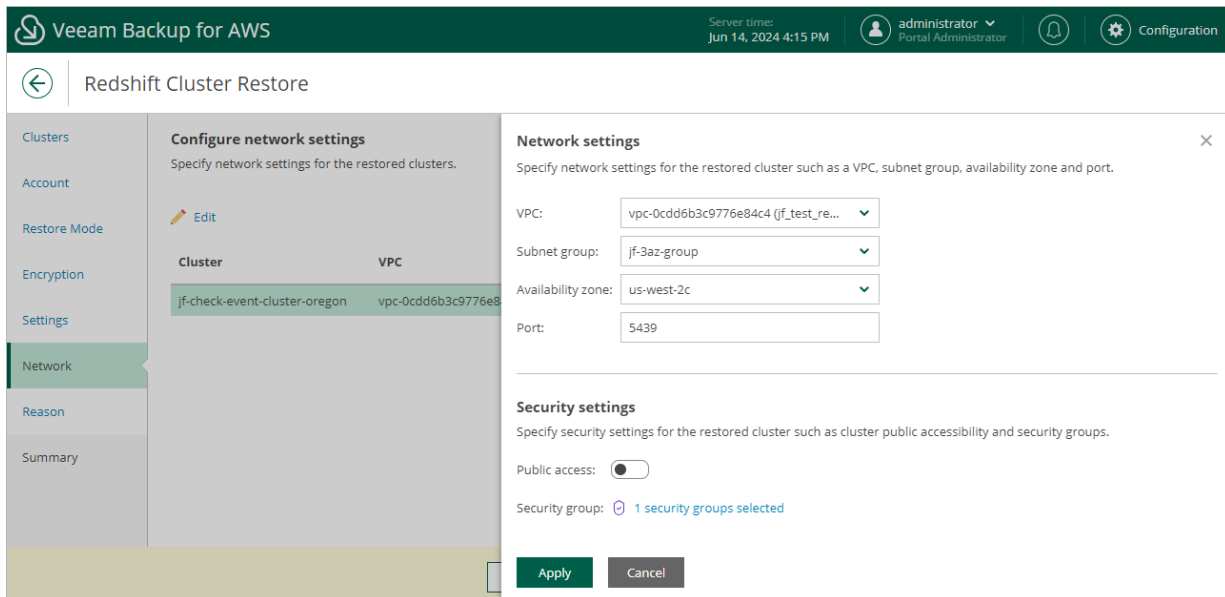 Veeam Backup for AWS
Server time:
Jun 14, 2024 4:15 PM
administrator
Portal Administrator
Configuration
Redshift Cluster Restore
Clusters
Account
Restore Mode
Encryption
Settings
Network
Reason
Summary
Configure network settings
Specify network settings for the restored clusters.
Edit
Cluster VPC
jf-check-event-cluster-oregon vpc-0cdd6b3c9776e8
Network settings
Specify network settings for the restored cluster such as a VPC, subnet group, availability zone and port.
VPC: vpc-0cdd6b3c9776e84c4 (jf_test_re...
Subnet group: jf-3az-group
Availability zone: us-west-2c
Port: 5439
Security settings
Specify security settings for the restored cluster such as cluster public accessibility and security groups.
Public access:
Security group: 1 security groups selected
Apply Cancel